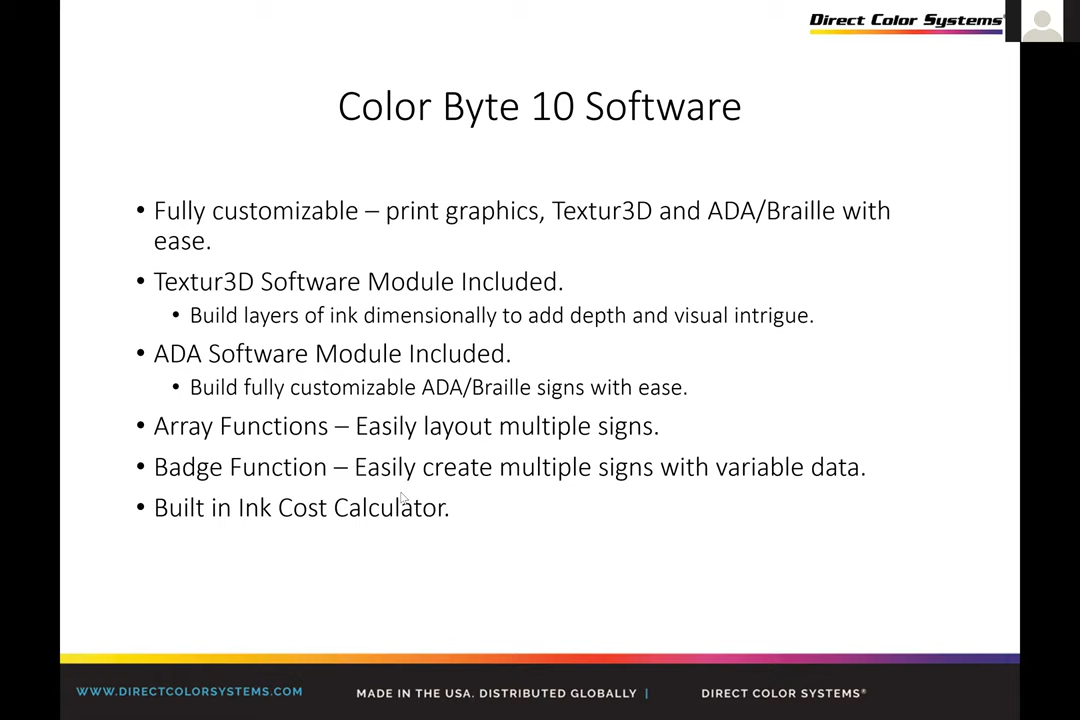 Direct Color Systems®
Color Byte 10 Software
• Fully customizable – print graphics, Textur3D and ADA/Braille with
ease.
• Textur3D Software Module Included.
• Build layers of ink dimensionally to add depth and visual intrigue.
• ADA Software Module Included.
• Build fully customizable ADA/Braille signs with ease.
• Array Functions – Easily layout multiple signs.
• Badge Function – Easily create multiple signs with variable data.
• Built in Ink Cost Calculator.
WWW.DIRECTCOLORSYSTEMS.COM MADE IN THE USA. DISTRIBUTED GLOBALLY | DIRECT COLOR SYSTEMS®